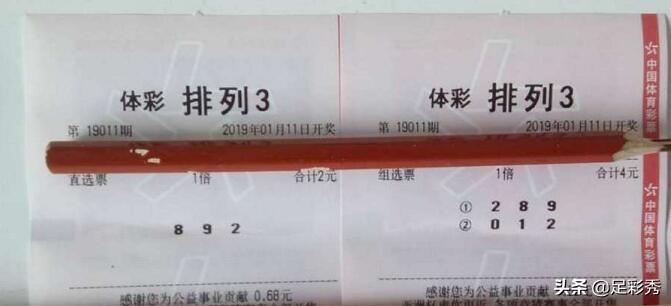 体彩 排列3
第 19011期 2019年01月11日开奖
直选票 1倍 合计2元
8 9 2
感谢您为公益事业贡献 0.68元
体彩 排列3
第 19011期 2019年01月11日开奖
组选票 1倍 合计4元
① 2 8 9
② 0 1 2
感谢您为公益事业贡献
中国体育彩票
中国体育彩票
头条 @足彩秀